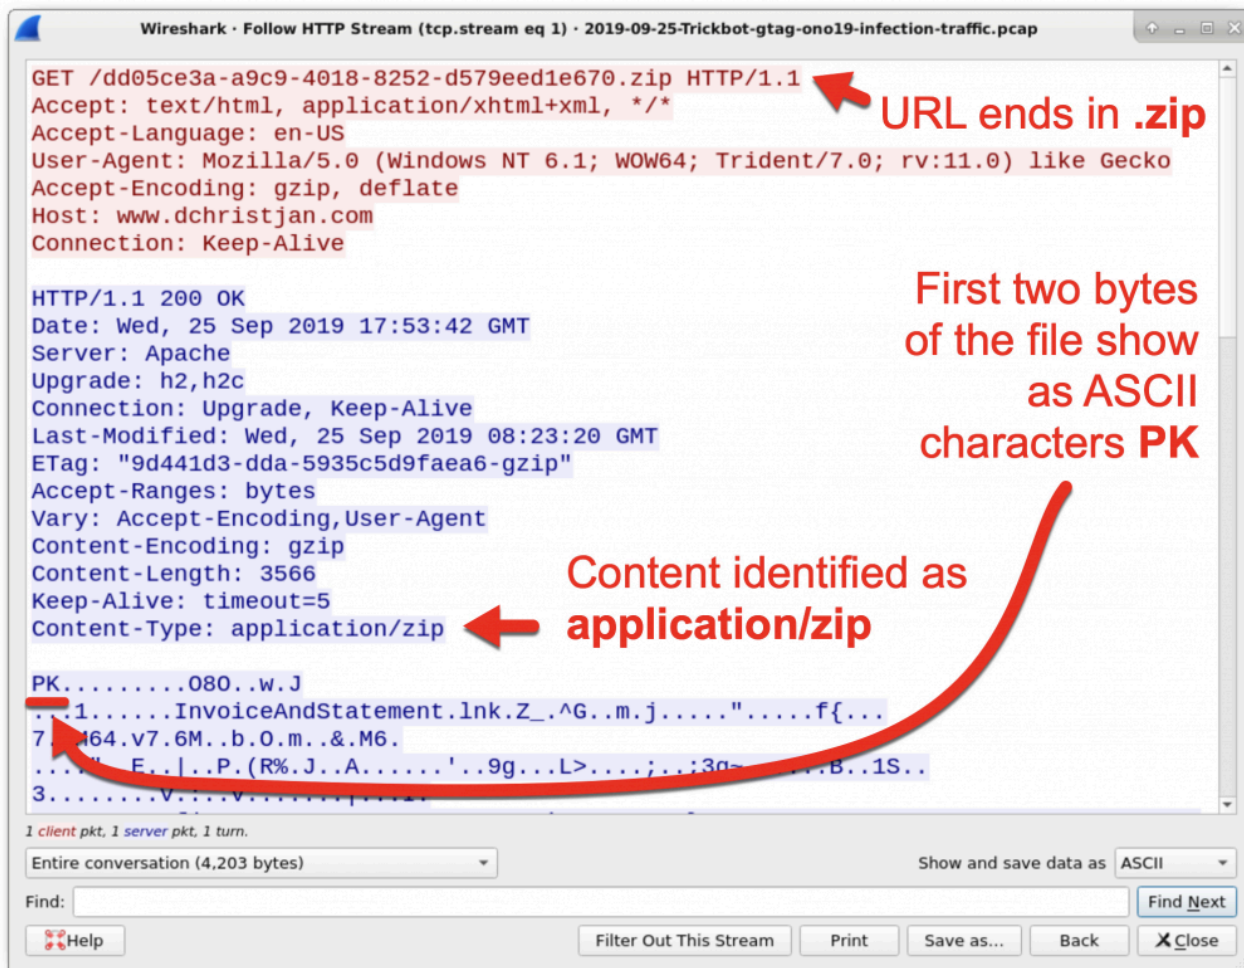 Wireshark · Follow HTTP Stream (tcp.stream eq 1) · 2019-09-25-Trickbot-gtag-ono19-infection-traffic.pcap
GET /dd05ce3a-a9c9-4018-8252-d579eed1e670.zip HTTP/1.1
URL ends in .zip
Accept: text/html, application/xhtml+xml, */*
Accept-Language: en-US
User-Agent: Mozilla/5.0 (Windows NT 6.1; WOW64; Trident/7.0; rv:11.0) like Gecko
Accept-Encoding: gzip, deflate
Host: www.dchristjan.com
Connection: Keep-Alive
HTTP/1.1 200 OK
Date: Wed, 25 Sep 2019 17:53:42 GMT
Server: Apache
Upgrade: h2,h2c
Connection: Upgrade, Keep-Alive
Last-Modified: Wed, 25 Sep 2019 08:23:20 GMT
ETag: "9d441d3-dda-5935c5d9faea6-gzip"
Accept-Ranges: bytes
Vary: Accept-Encoding,User-Agent
Content-Encoding: gzip
Content-Length: 3566
Keep-Alive: timeout=5
Content-Type: application/zip
First two bytes
of the file show
as ASCII
characters PK
Content identified as
application/zip
PK.........O8O..w.J
...1......InvoiceAndStatement.lnk.Z_.^G..m.j.....".....f{...
64.v7.6M..b.O.m..&.M6.
E..|..P.(R%.J..A......'..9g...L>....;..;3g~
B..1S..
1 client pkt, 1 server pkt, 1 turn.
Entire conversation (4,203 bytes)
Show and save data as ASCII
Find:
Find Next
Help
Filter Out This Stream
Print
Save as...
Back
Close